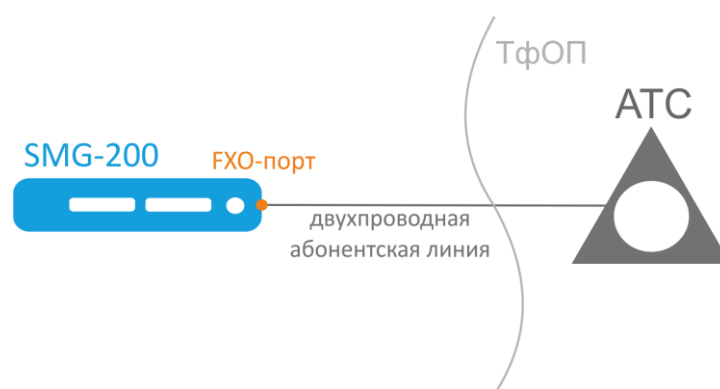 ТфОП
АТС
SMG-200
FXO-порт
двухпроводная
абонентская линия